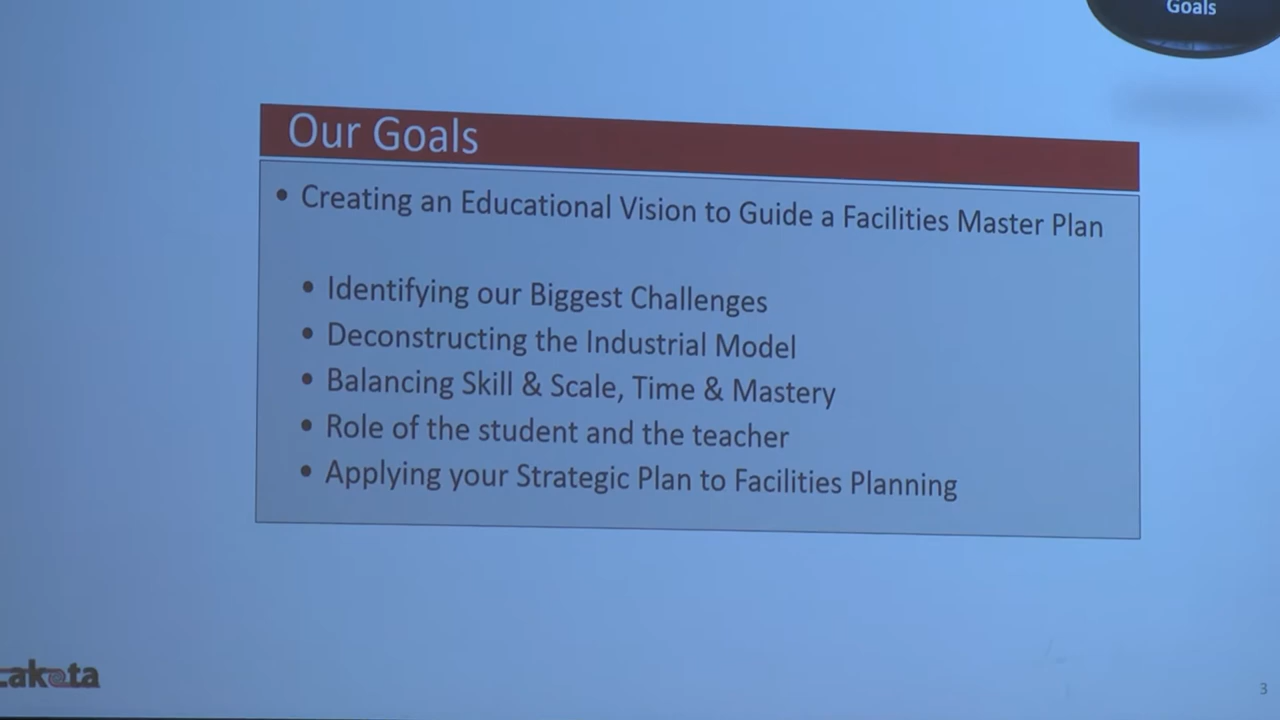 Goals
Our Goals
• Creating an Educational Vision to Guide a Facilities Master Plan
• Identifying our Biggest Challenges
• Deconstructing the Industrial Model
• Balancing Skill & Scale, Time & Mastery
• Role of the student and the teacher
• Applying your Strategic Plan to Facilities Planning
Lakota
3